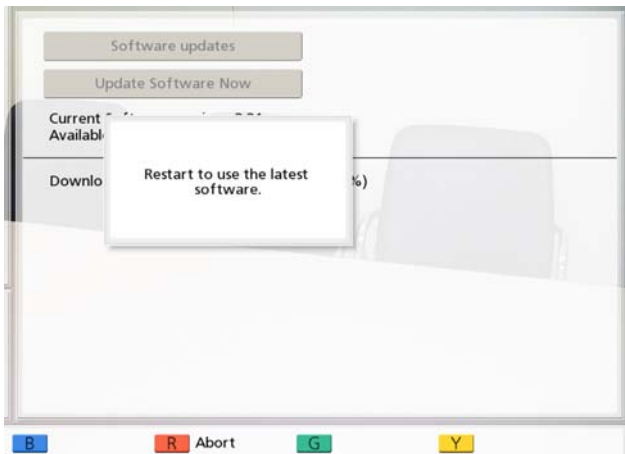 Software updates
Update Software Now
Current
Availabl
Restart to use the latest
software.
Downlo
%)
B R Abort G Y